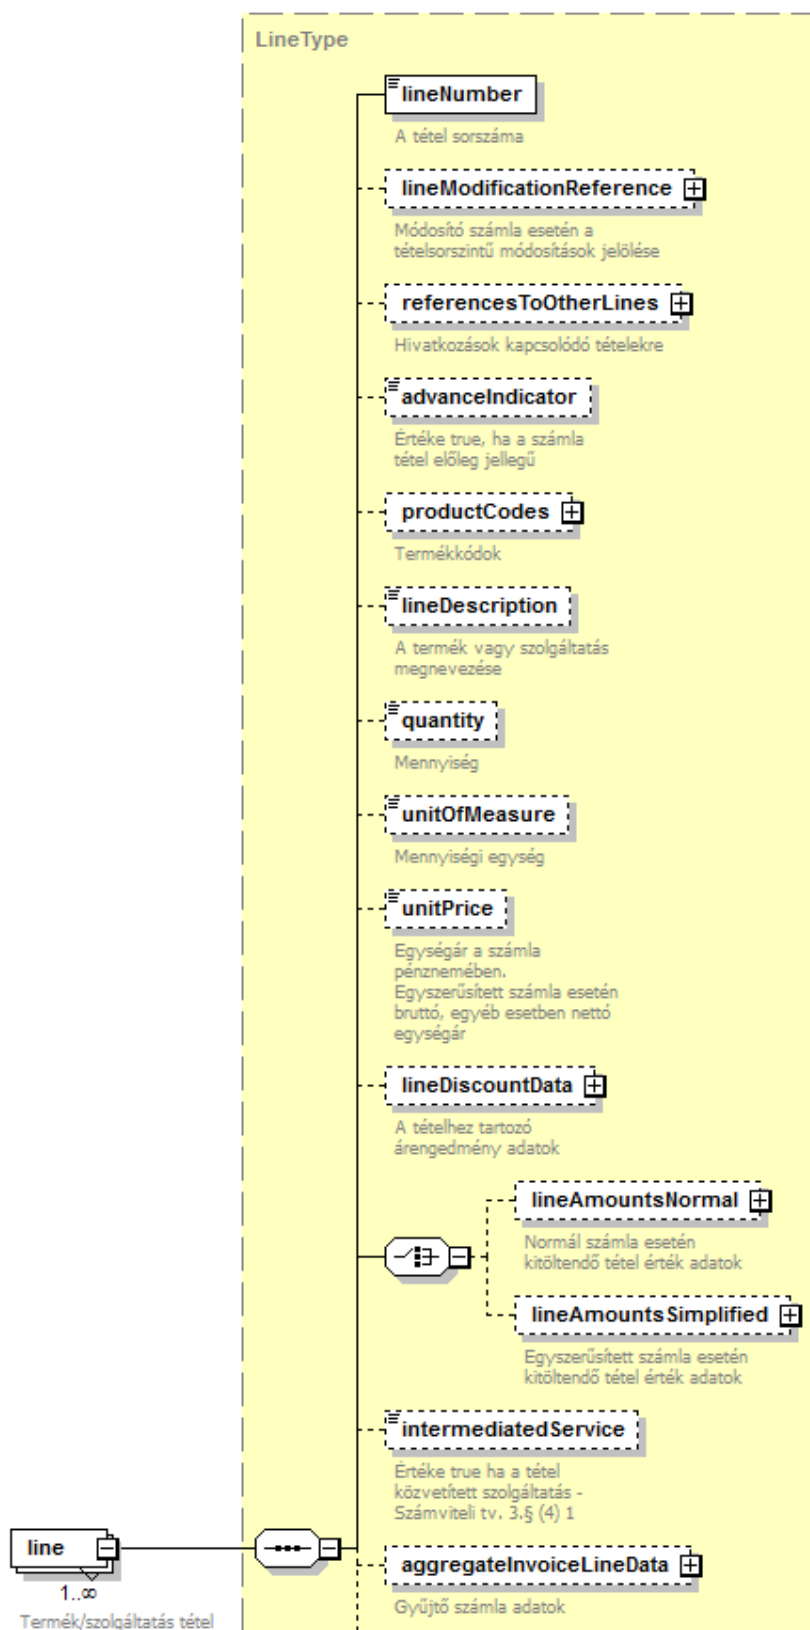 LineType
lineNumber
A tétel sorszáma
lineModificationReference
Módosító számla esetén a
tételsorszintű módosítások jelölése
referencesToOtherLines
Hivatkozások kapcsolódó tételekre
advanceIndicator
Értéke true, ha a számla
tétel előleg jellegű
productCodes
Termékkódok
lineDescription
A termék vagy szolgáltatás
megnevezése
quantity
Mennyiség
unitOfMeasure
Mennyiségi egység
unitPrice
Egységár a számla
pénznemében.
Egyszerűsített számla esetén
bruttó, egyéb esetben nettó
egységár
lineDiscountData
A tételhez tartozó
árengedmény adatok
lineAmountsNormal
Normál számla esetén
kitöltendő tétel érték adatok
lineAmountsSimplified
Egyszerűsített számla esetén
kitöltendő tétel érték adatok
intermediatedService
Értéke true ha a tétel
közvetített szolgáltatás -
Számviteli tv. 3.§ (4) 1
line
1..∞
Termék/szolgáltatás tétel
aggregateInvoiceLineData
Gyűjtő számla adatok